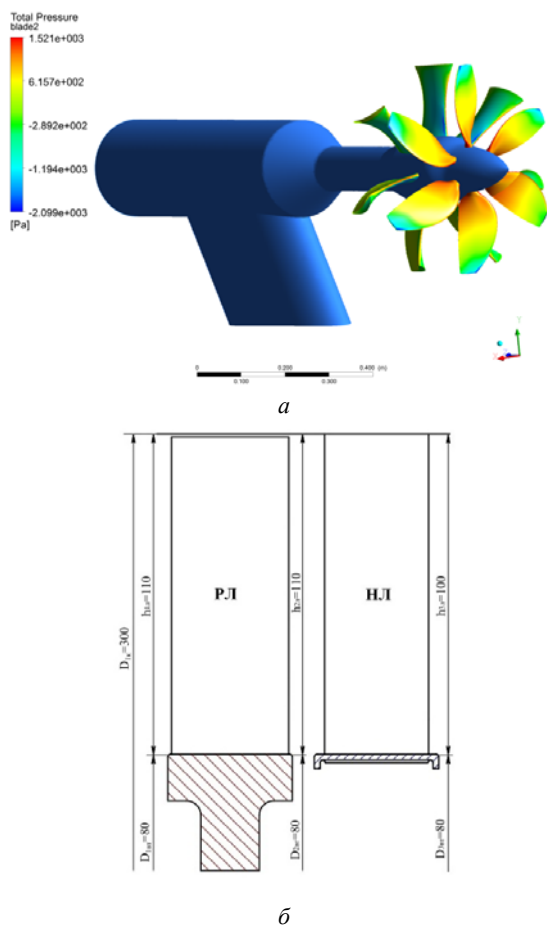 Total Pressure
blade2
1.521e+003
6.157e+002
-2.892e+002
-1.194e+003
-2.099e+003
[Pa]
Y
0 0.200 0.400 (m)
0.100 0.300
а
РЛ
НЛ
D1к=300
h1л=110
h2л=110
h3л=100
D1вт=80
D2вт=80
D3вт=80
б